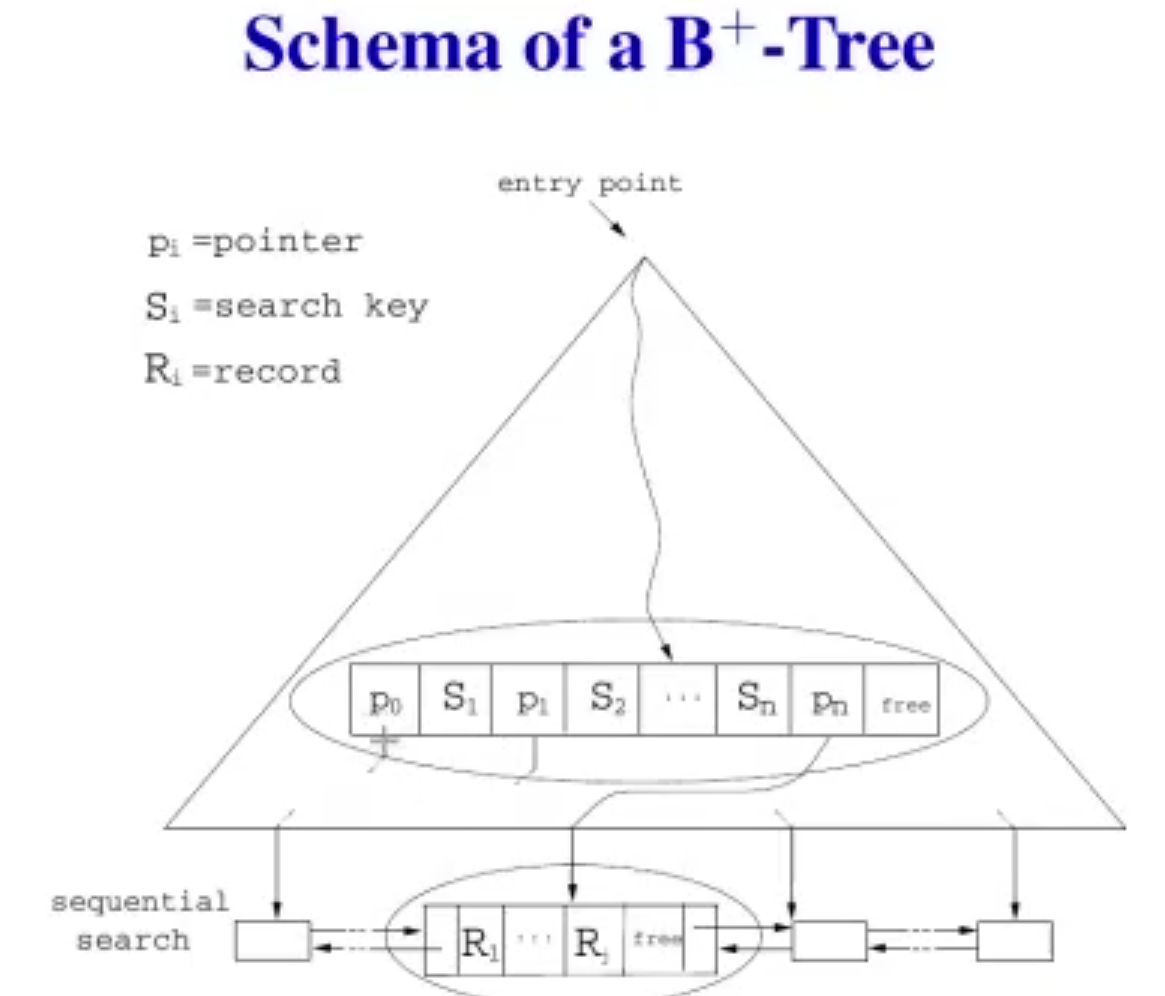 Schema of a B⁺-Tree
entry point
pᵢ =pointer
Sᵢ =search key
Rᵢ =record
p₀ S₁ p₁ S₂ ... Sₙ pₙ free
sequential
search
R₁ ... Rⱼ free